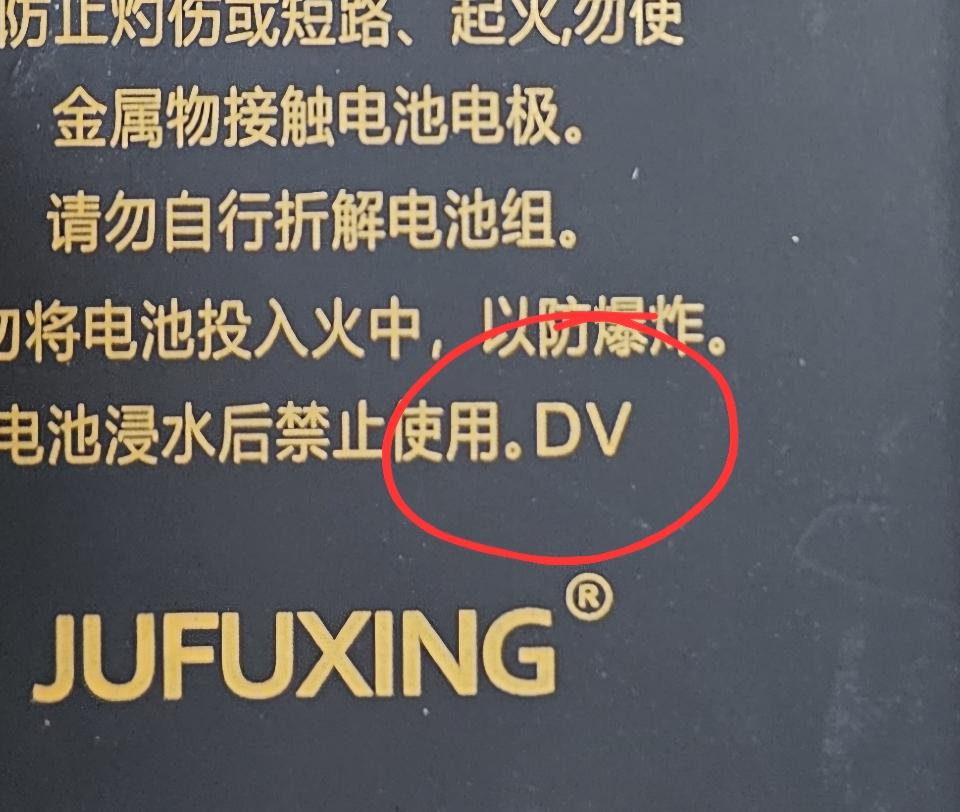 防止灼伤或短路、起火,勿使
金属物接触电池电极。
请勿自行折解电池组。
勿将电池投入火中，以防爆炸。
电池浸水后禁止使用。DV
JUFUXING®